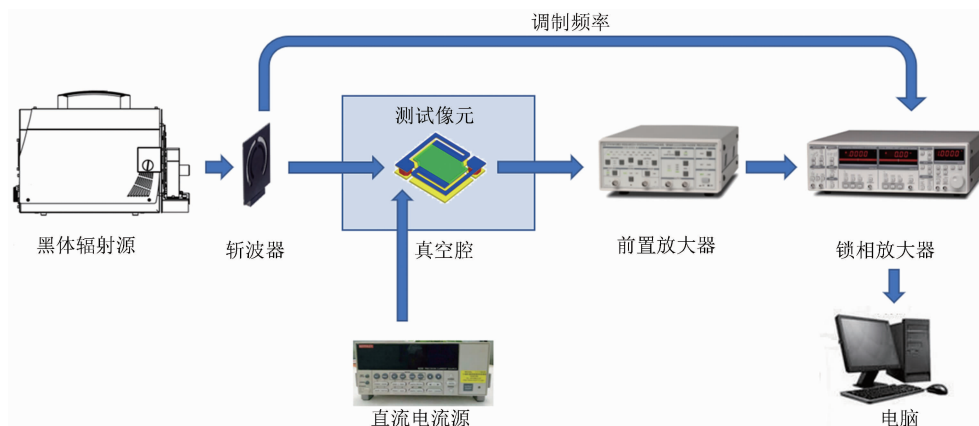 调制频率
测试像元
黑体辐射源
斩波器
真空腔
前置放大器
锁相放大器
直流电流源
电脑